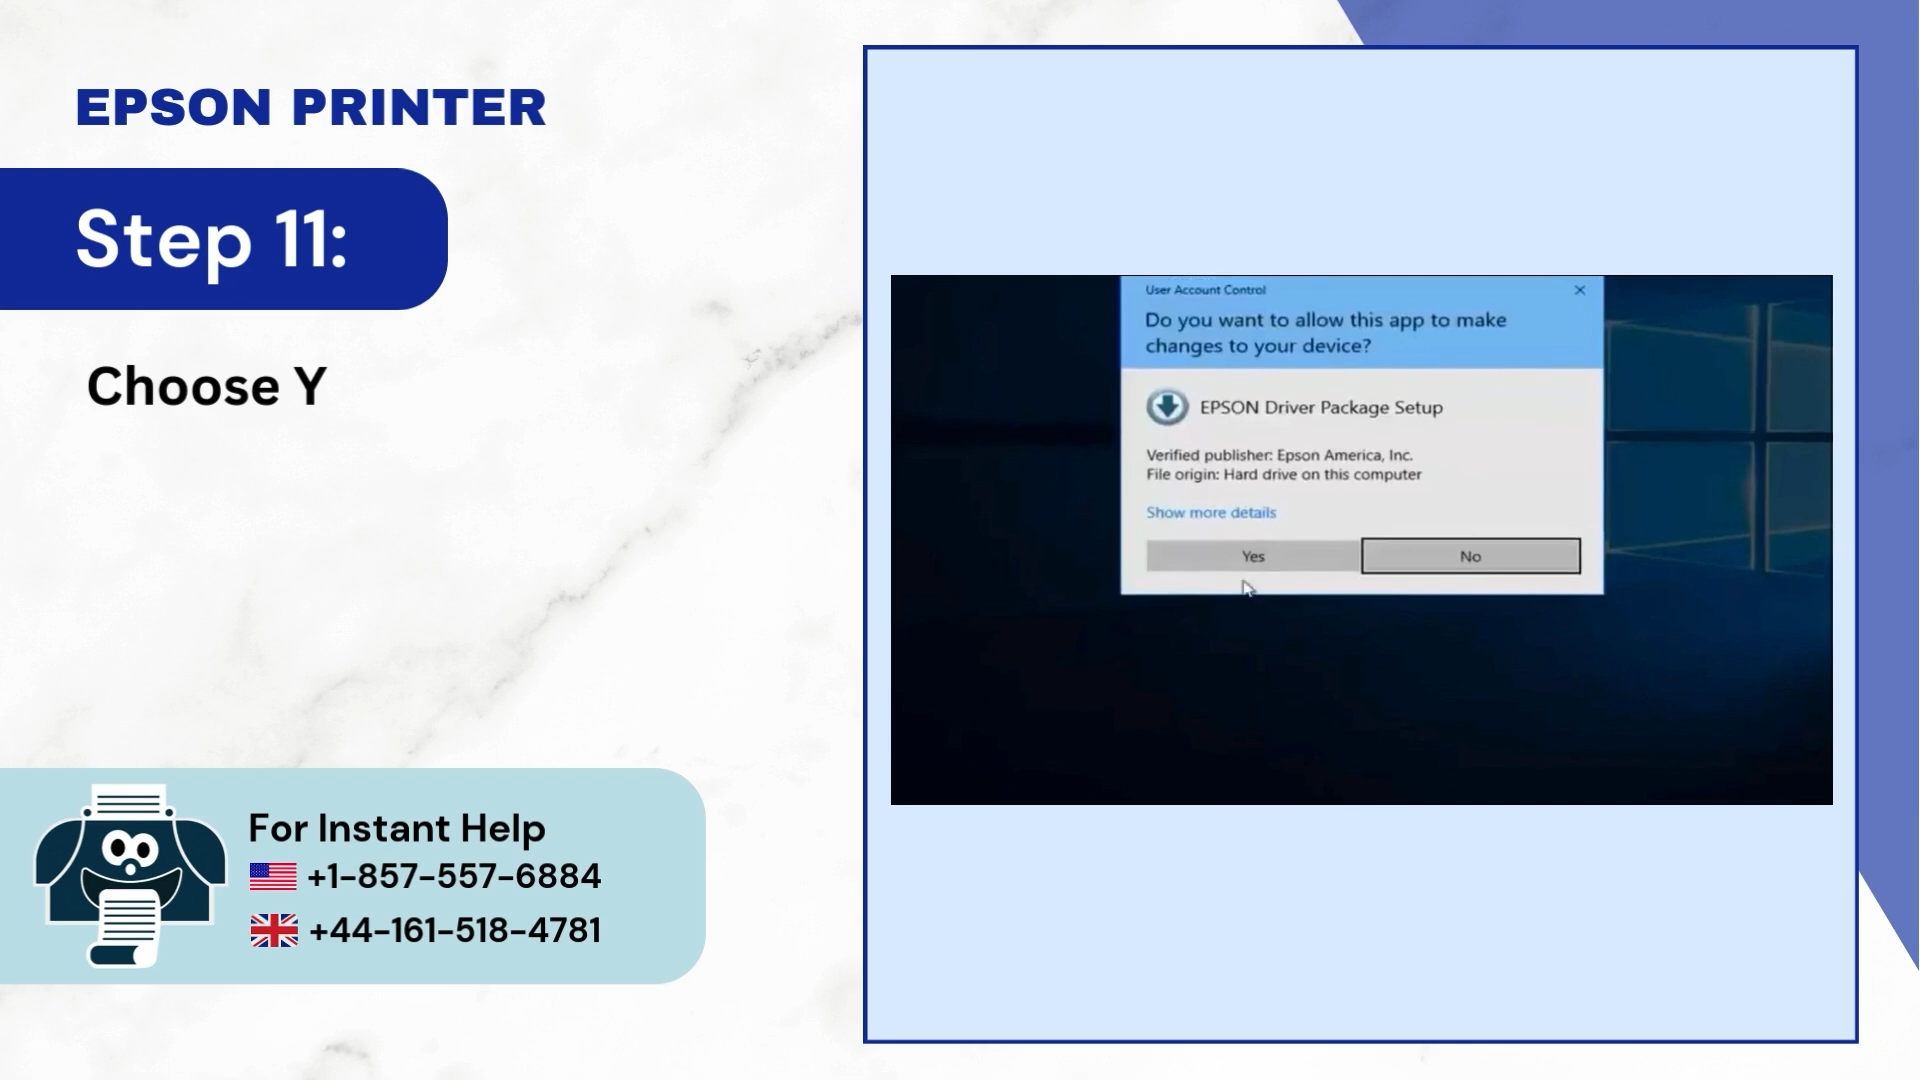 EPSON PRINTER
Step 11:
Choose Y
For Instant Help
+1-857-557-6884
+44-161-518-4781
User Account Control
Do you want to allow this app to make
changes to your device?
EPSON Driver Package Setup
Verified publisher: Epson America, Inc.
File origin: Hard drive on this computer
Show more details
Yes
No